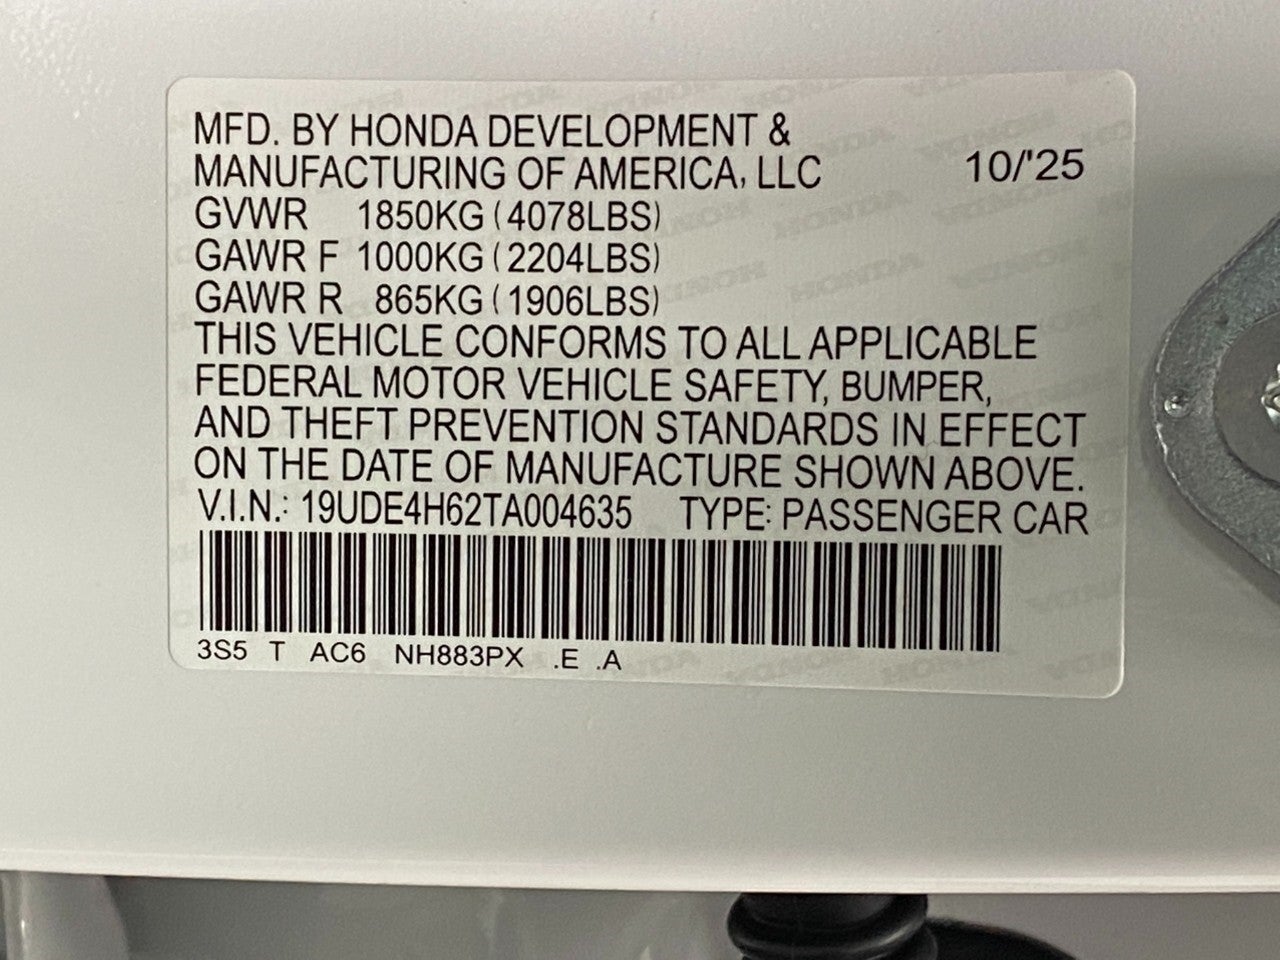 MFD. BY HONDA DEVELOPMENT &
MANUFACTURING OF AMERICA, LLC 10/'25
GVWR 1850KG (4078LBS)
GAWR F 1000KG (2204LBS)
GAWR R 865KG (1906LBS)
THIS VEHICLE CONFORMS TO ALL APPLICABLE
FEDERAL MOTOR VEHICLE SAFETY, BUMPER,
AND THEFT PREVENTION STANDARDS IN EFFECT
ON THE DATE OF MANUFACTURE SHOWN ABOVE.
V.I.N.: 19UDE4H62TA004635 TYPE: PASSENGER CAR
3S5 T AC6 NH883PX .E .A